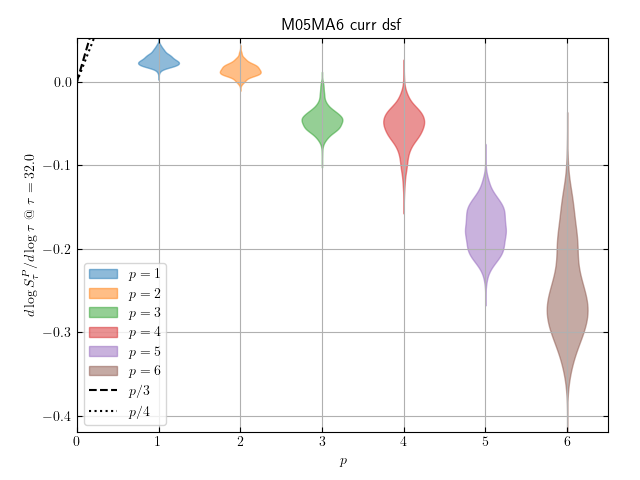 M05MA6 curr dsf
d log S_τ^P / d log τ @ τ = 32.0
0.0
−0.1
−0.2
−0.3
−0.4
p = 1
p = 2
p = 3
p = 4
p = 5
p = 6
p/3
p/4
0 1 2 3 4 5 6
p